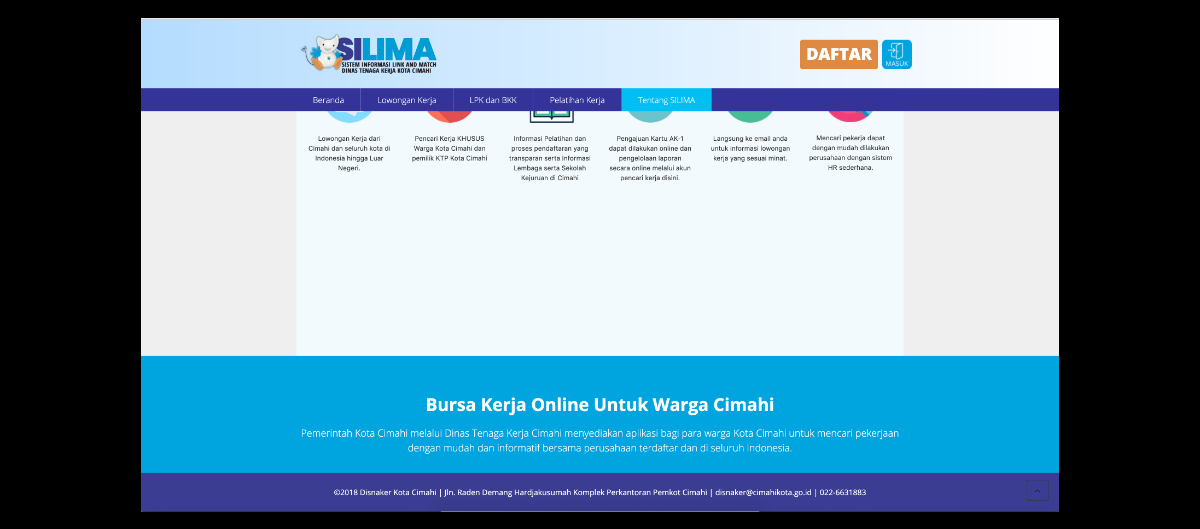 SILIMA
SISTEM INFORMASI LINK AND MATCH
DINAS TENAGA KERJA KOTA CIMAHI
DAFTAR
MASUK
Beranda
Lowongan Kerja
LPK dan BKK
Pelatihan Kerja
Tentang SILIMA
Lowongan Kerja dari
Cimahi dan seluruh kota di
Indonesia hingga Luar
Negeri.
Pencari Kerja KHUSUS
Warga Kota Cimahi dan
pemilik KTP Kota Cimahi
Informasi Pelatihan dan
proses pendaftaran yang
transparan serta informasi
Lembaga serta Sekolah
Kejuruan di Cimahi
Pengajuan Kartu AK-1
dapat dilakukan online dan
pengelolaan laporan
secara online melalui akun
pencari kerja disini.
Langsung ke email anda
untuk informasi lowongan
kerja yang sesuai minat.
Mencari pekerja dapat
dengan mudah dilakukan
perusahaan dengan sistem
HR sederhana.
Bursa Kerja Online Untuk Warga Cimahi
Pemerintah Kota Cimahi melalui Dinas Tenaga Kerja Cimahi menyediakan aplikasi bagi para warga Kota Cimahi untuk mencari pekerjaan
dengan mudah dan informatif bersama perusahaan terdaftar dan di seluruh Indonesia.
©2018 Disnaker Kota Cimahi | Jln. Raden Demang Hardjakusumah Komplek Perkantoran Pemkot Cimahi | disnaker@cimahikota.go.id | 022-6631883